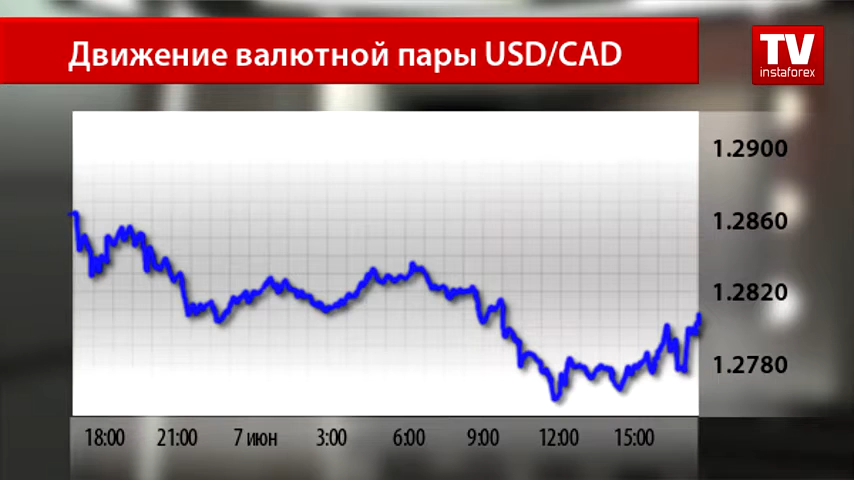 Движение валютной пары USD/CAD
TV
instaforex
1.2900
1.2860
1.2820
1.2780
18:00 21:00 7 июн 3:00 6:00 9:00 12:00 15:00